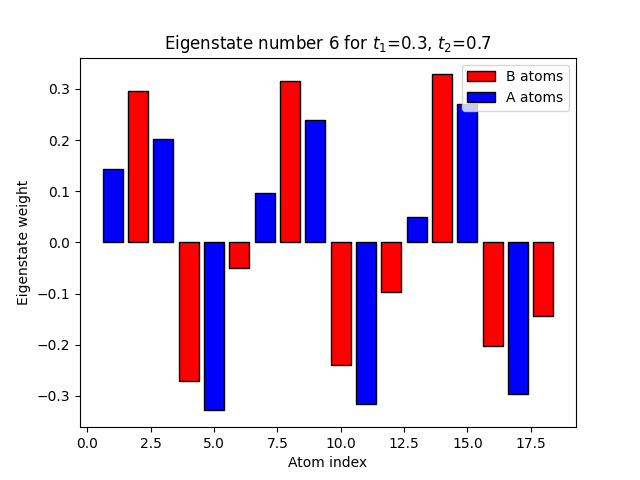 Eigenstate number 6 for t₁=0.3, t₂=0.7
B atoms
A atoms
Eigenstate weight
0.3
0.2
0.1
0.0
−0.1
−0.2
−0.3
0.0 2.5 5.0 7.5 10.0 12.5 15.0 17.5
Atom index